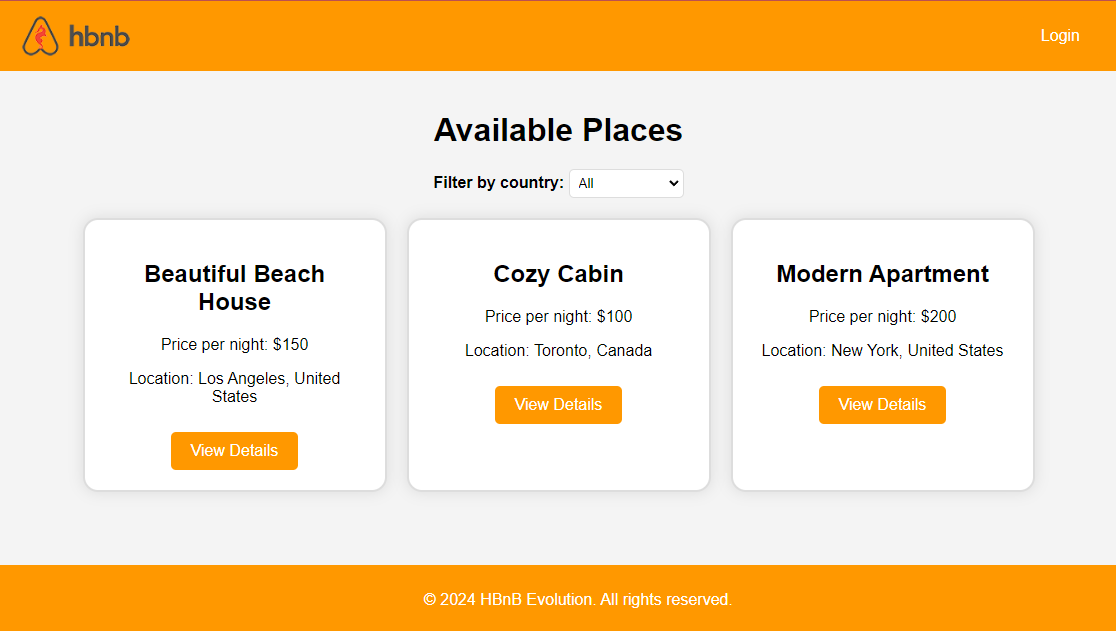 hbnb
Login
Available Places
Filter by country: All
Beautiful Beach
House
Price per night: $150
Location: Los Angeles, United
States
View Details
Cozy Cabin
Price per night: $100
Location: Toronto, Canada
View Details
Modern Apartment
Price per night: $200
Location: New York, United States
View Details
© 2024 HBnB Evolution. All rights reserved.